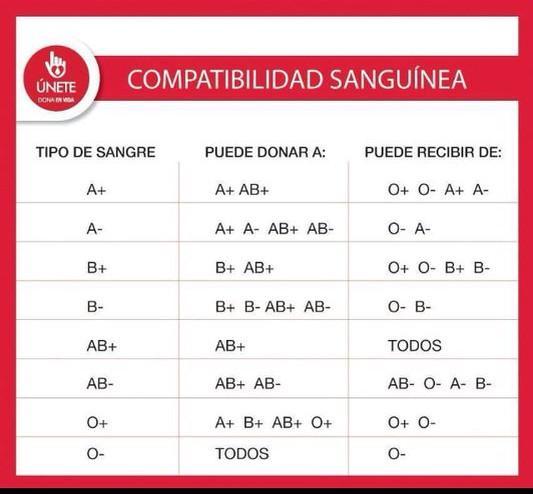 ÚNETE
DONA EN VIDA
COMPATIBILIDAD SANGUÍNEA
TIPO DE SANGRE PUEDE DONAR A: PUEDE RECIBIR DE:
A+ A+ AB+ O+ O- A+ A-
A- A+ A- AB+ AB- O- A-
B+ B+ AB+ O+ O- B+ B-
B- B+ B- AB+ AB- O- B-
AB+ AB+ TODOS
AB- AB+ AB- AB- O- A- B-
O+ A+ B+ AB+ O+ O+ O-
O- TODOS O-